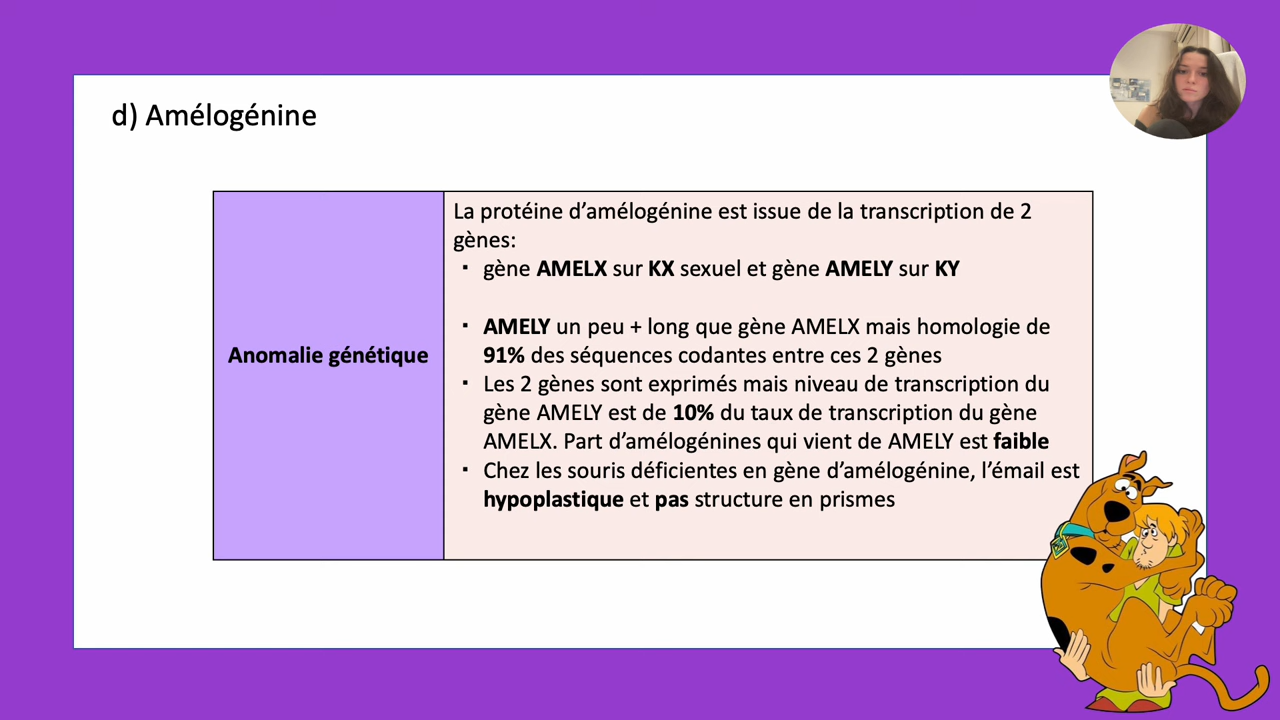 d) Amélogénine
Anomalie génétique
La protéine d’amélogénine est issue de la transcription de 2
gènes:
▪ gène AMELX sur KX sexuel et gène AMELY sur KY
▪ AMELY un peu + long que gène AMELX mais homologie de
91% des séquences codantes entre ces 2 gènes
▪ Les 2 gènes sont exprimés mais niveau de transcription du
gène AMELY est de 10% du taux de transcription du gène
AMELX. Part d’amélogénines qui vient de AMELY est faible
▪ Chez les souris déficientes en gène d’amélogénine, l’émail est
hypoplastique et pas structure en prismes